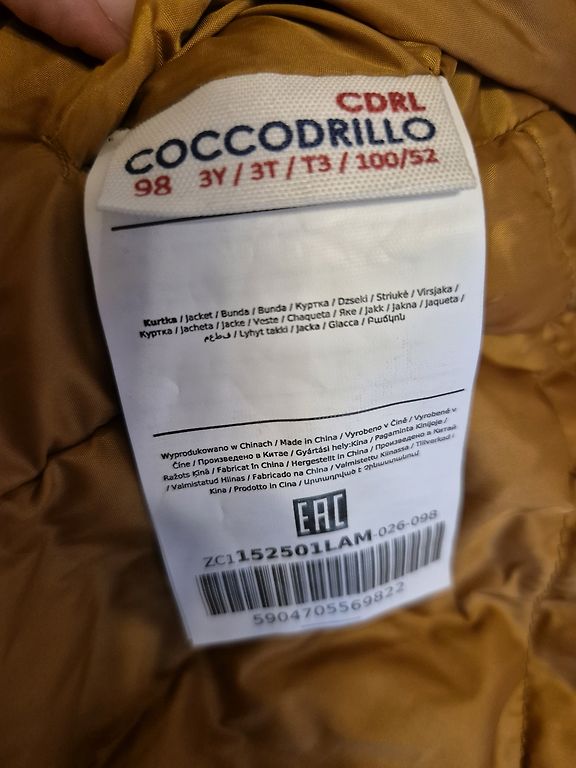 CDRL
COCCODRILLO
98 3Y / 3T / T3 / 100/52
Kurtka / Jacket / Bunda / Bunda / Куртка / Dzseki / Striukė / Virsjaka /
Куртка / Jacheta / Jacke / Veste / Chaqueta / Яке / Jakk / Jakna / Jaqueta /
/ Lyhyt takki / Jacka / Giacca / Բաճկոն
Wyprodukowano w Chinach / Made in China / Vyrobeno v Číně / Vyrobené v
Číne / Произведено в Китае / Gyártási hely:Kína / Pagaminta Kinijoje /
Ražots Ķīnā / Fabricat în China / Hergestellt in China / Произведено в Китай
/ Valmistatud Hiinas / Fabricado na China / Valmistettu Kiinassa / Tillverkad i
Kina / Prodotto in Cina / Արտադրված է Չինաստանում
EAC
ZC1152501LAM-026-098
5904705569822